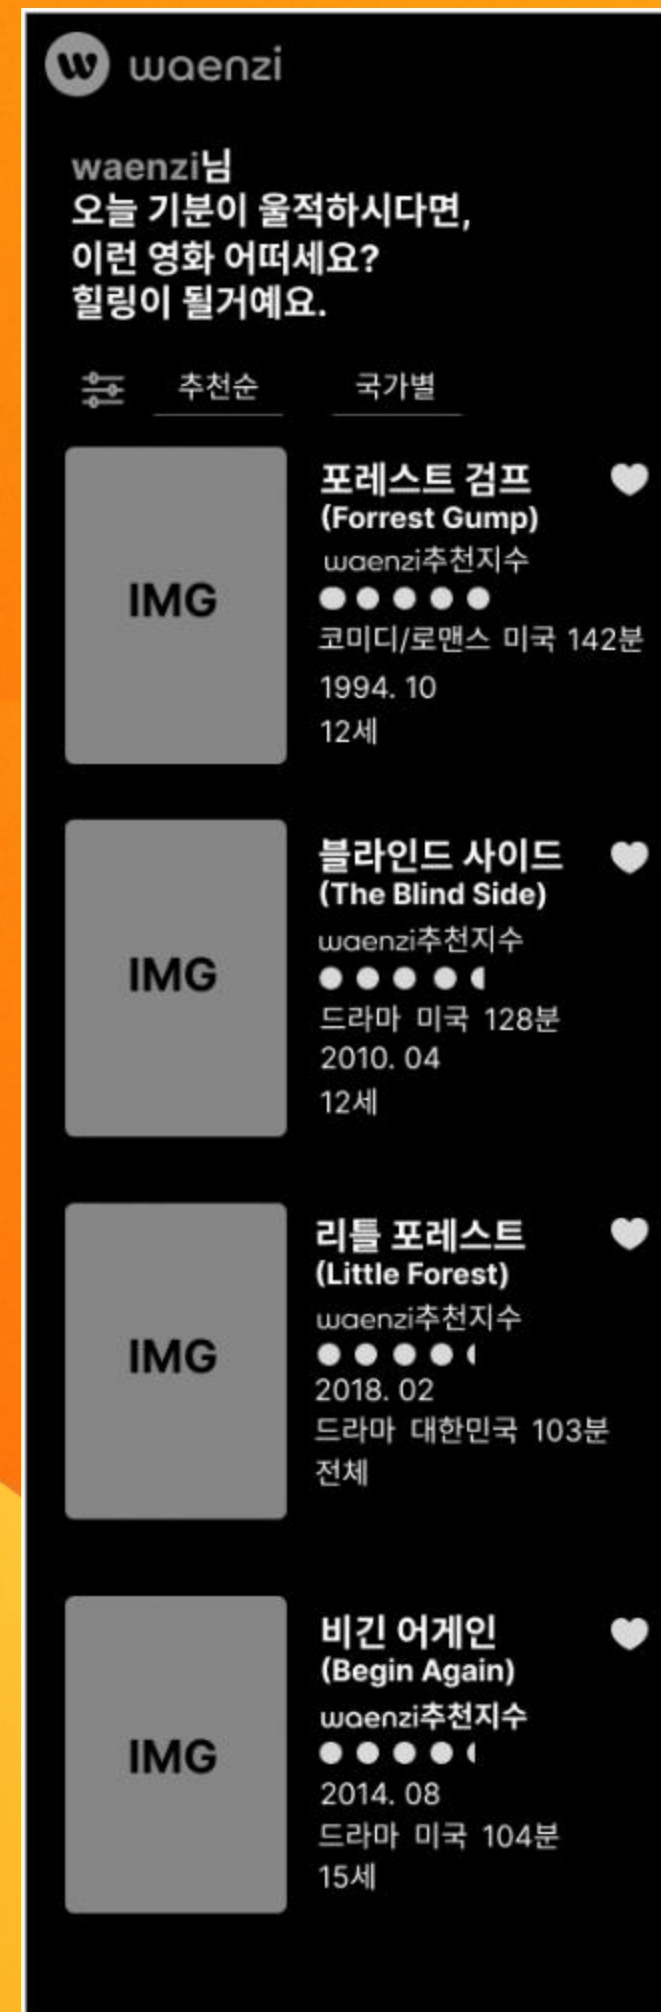 w waenzi
waenzi님
오늘 기분이 울적하시다면,
이런 영화 어떠세요?
힐링이 될거예요.
추천순 국가별
IMG
포레스트 검프
(Forrest Gump)
waenzi추천지수
코미디/로맨스 미국 142분
1994. 10
12세
IMG
블라인드 사이드
(The Blind Side)
waenzi추천지수
드라마 미국 128분
2010. 04
12세
IMG
리틀 포레스트
(Little Forest)
waenzi추천지수
2018. 02
드라마 대한민국 103분
전체
IMG
비긴 어게인
(Begin Again)
waenzi추천지수
2014. 08
드라마 미국 104분
15세